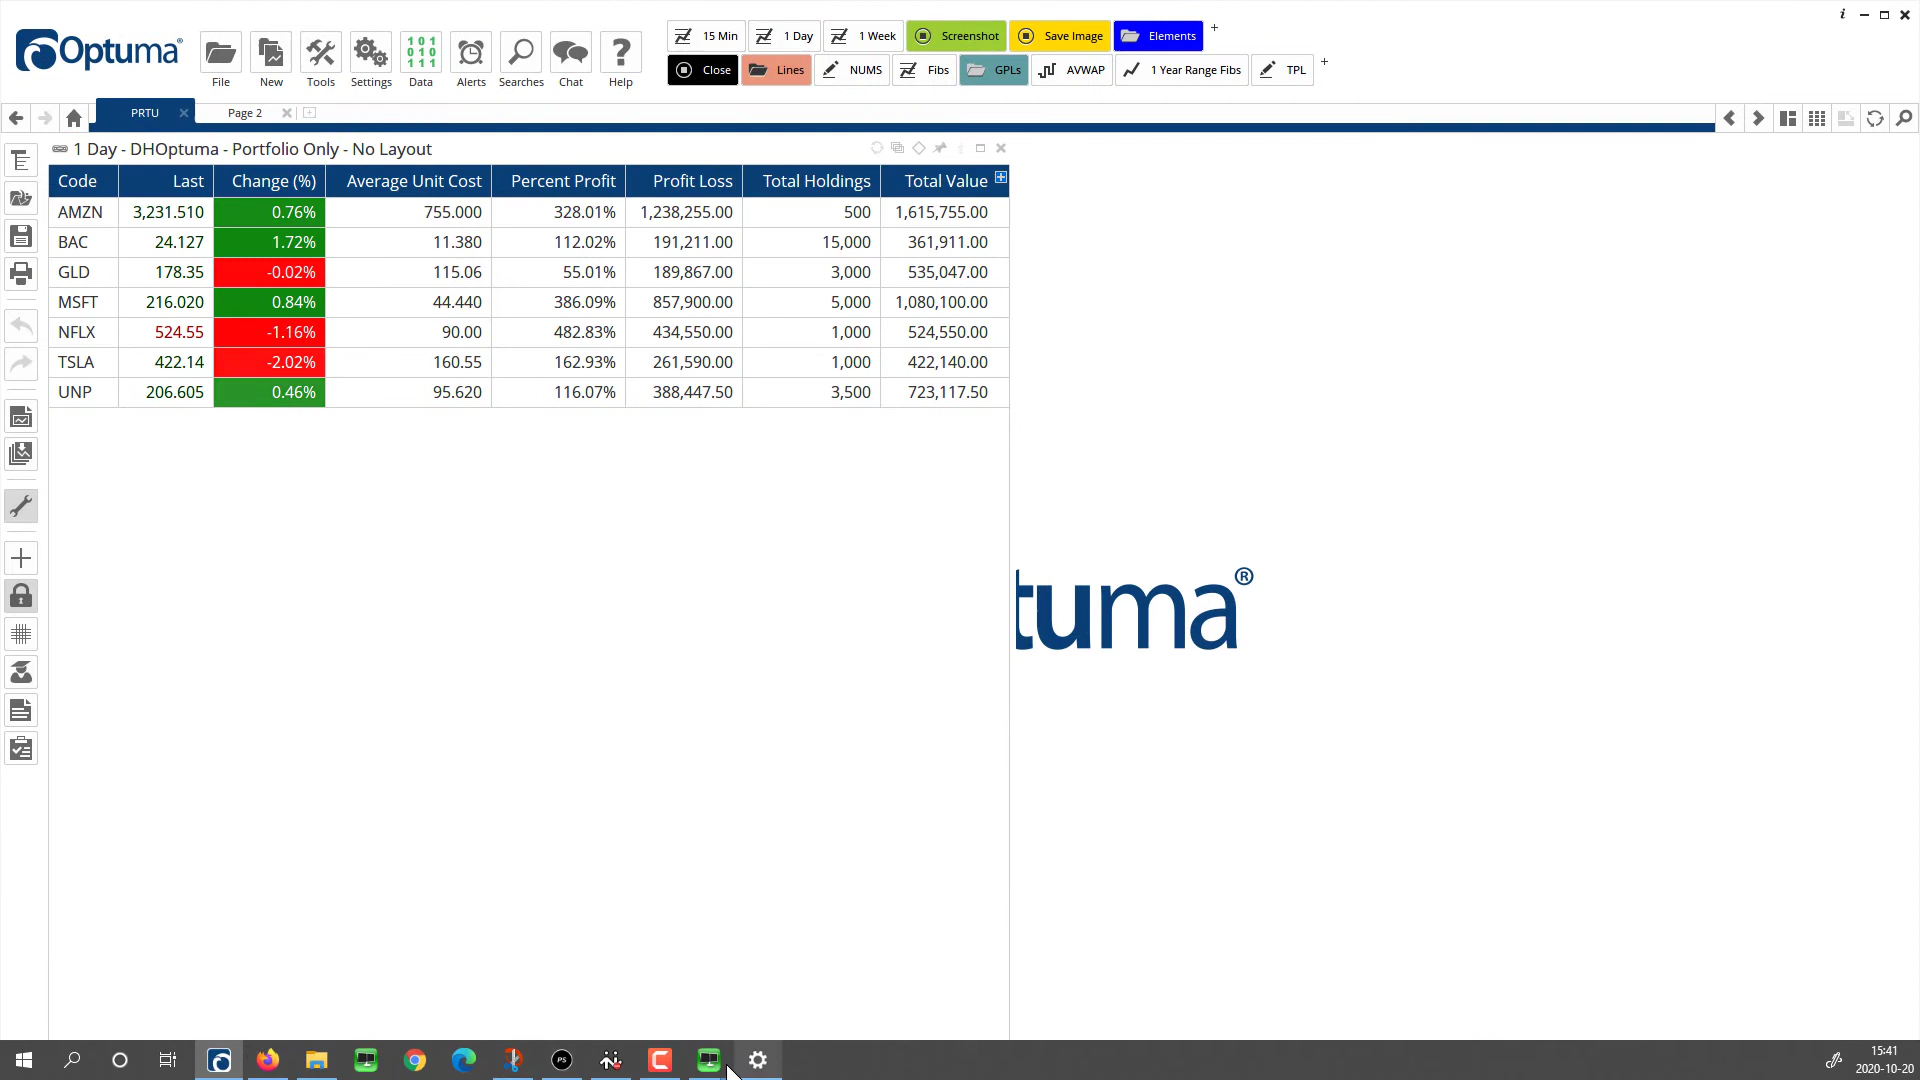 i
Optuma®
File New Tools Settings Data Alerts Searches Chat Help
101
010
111
15 Min 1 Day 1 Week Screenshot Save Image Elements +
Close Lines NUMS Fibs GPLs AVWAP 1 Year Range Fibs TPL +
PRTU Page 2
1 Day - DHOptuma - Portfolio Only - No Layout
Code Last Change (%) Average Unit Cost Percent Profit Profit Loss Total Holdings Total Value
AMZN 3,231.510 0.76% 755.000 328.01% 1,238,255.00 500 1,615,755.00
BAC 24.127 1.72% 11.380 112.02% 191,211.00 15,000 361,911.00
GLD 178.35 -0.02% 115.06 55.01% 189,867.00 3,000 535,047.00
MSFT 216.020 0.84% 44.440 386.09% 857,900.00 5,000 1,080,100.00
NFLX 524.55 -1.16% 90.00 482.83% 434,550.00 1,000 524,550.00
TSLA 422.14 -2.02% 160.55 162.93% 261,590.00 1,000 422,140.00
UNP 206.605 0.46% 95.620 116.07% 388,447.50 3,500 723,117.50
tuma®
PS
15:41
2020-10-20